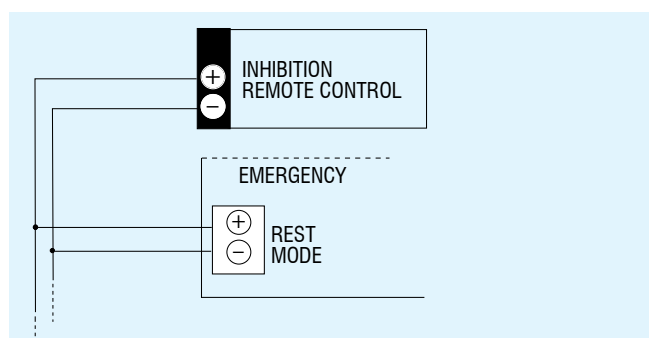 +
−
INHIBITION
REMOTE CONTROL
EMERGENCY
+
−
REST
MODE